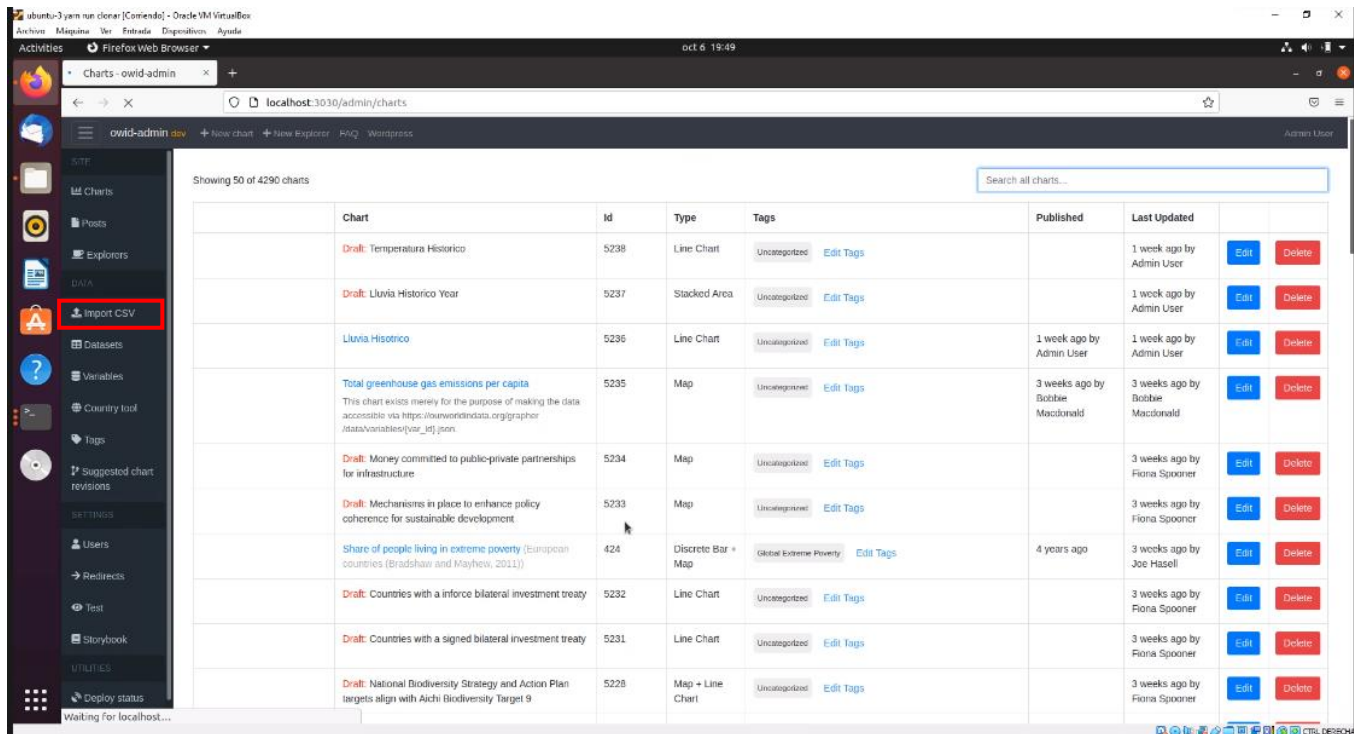 ubuntu-3 yarn run clonar [Corriendo] - Oracle VM VirtualBox
Archivo Máquina Ver Entrada Dispositivos Ayuda
Activities Firefox Web Browser oct 6 19:49
Charts - owid-admin
localhost:3030/admin/charts
owid-admin dev + New chart + New Explorer FAQ Wordpress Admin User
SITE
Charts
Posts
Explorers
DATA
Import CSV
Datasets
Variables
Country tool
Tags
Suggested chart
revisions
SETTINGS
Users
Redirects
Test
Storybook
UTILITIES
Deploy status
Waiting for localhost...
Showing 50 of 4290 charts
Search all charts...
Chart Id Type Tags Published Last Updated
Draft: Temperatura Historico 5238 Line Chart Uncategorized Edit Tags 1 week ago by Edit Delete
Admin User
Draft: Lluvia Historico Year 5237 Stacked Area Uncategorized Edit Tags 1 week ago by Edit Delete
Admin User
Lluvia Hisotrico 5236 Line Chart Uncategorized Edit Tags 1 week ago by 1 week ago by Edit Delete
Admin User Admin User
Total greenhouse gas emissions per capita 5235 Map Uncategorized Edit Tags 3 weeks ago by 3 weeks ago by Edit Delete
This chart exists merely for the purpose of making the data Bobbie Bobbie
accessible via https://ourworldindata.org/grapher Macdonald Macdonald
/data/variables/{var_id}.json.
Draft: Money committed to public-private partnerships 5234 Map Uncategorized Edit Tags 3 weeks ago by Edit Delete
for infrastructure Fiona Spooner
Draft: Mechanisms in place to enhance policy 5233 Map Uncategorized Edit Tags 3 weeks ago by Edit Delete
coherence for sustainable development Fiona Spooner
Share of people living in extreme poverty (European 424 Discrete Bar + Global Extreme Poverty Edit Tags 4 years ago 3 weeks ago by Edit Delete
countries (Bradshaw and Mayhew, 2011)) Map Joe Hasell
Draft: Countries with a inforce bilateral investment treaty 5232 Line Chart Uncategorized Edit Tags 3 weeks ago by Edit Delete
Fiona Spooner
Draft: Countries with a signed bilateral investment treaty 5231 Line Chart Uncategorized Edit Tags 3 weeks ago by Edit Delete
Fiona Spooner
Draft: National Biodiversity Strategy and Action Plan 5228 Map + Line Uncategorized Edit Tags 3 weeks ago by Edit Delete
targets align with Aichi Biodiversity Target 9 Chart Fiona Spooner
CTRL DERECHA